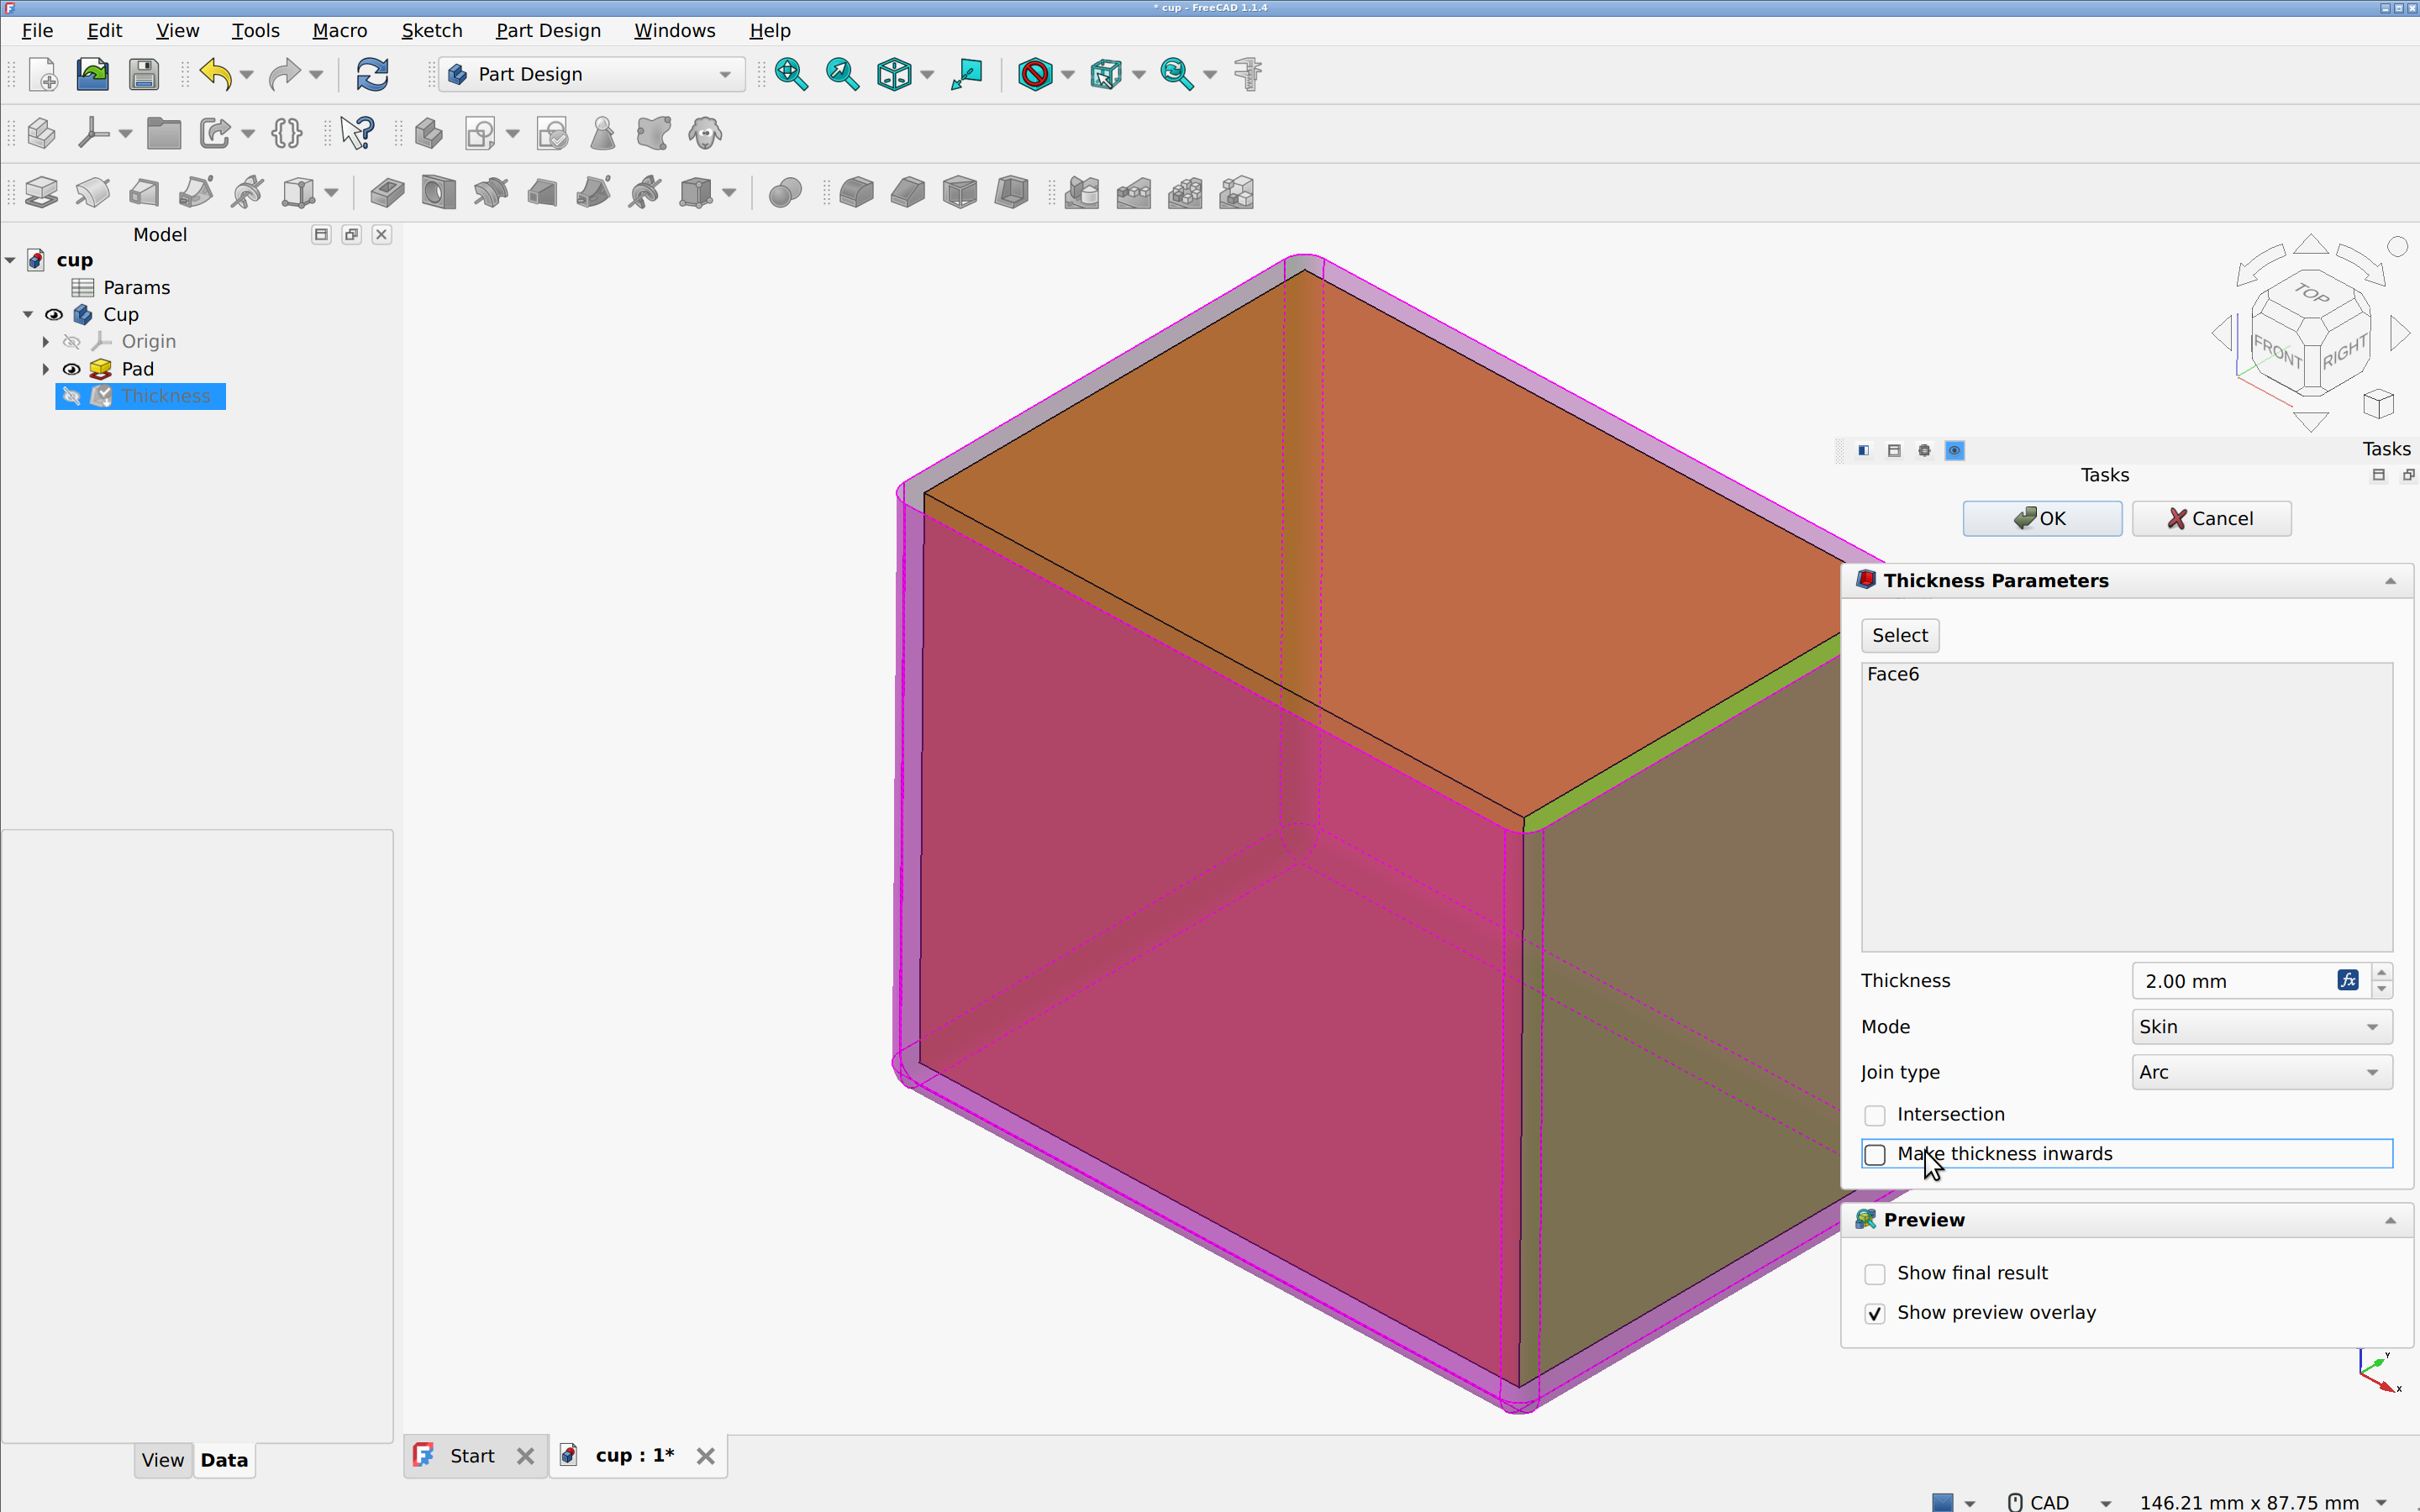 * cup - FreeCAD 1.1.4
File Edit View Tools Macro Sketch Part Design Windows Help
Part Design
Model
cup
Params
Cup
Origin
Pad
Thickness
TOP
FRONT
RIGHT
Tasks
Tasks
OK Cancel
Thickness Parameters
Select
Face6
Thickness 2.00 mm
Mode Skin
Join type Arc
Intersection
Make thickness inwards
Preview
Show final result
Show preview overlay
Y
X
View Data
Start cup : 1*
CAD 146.21 mm x 87.75 mm